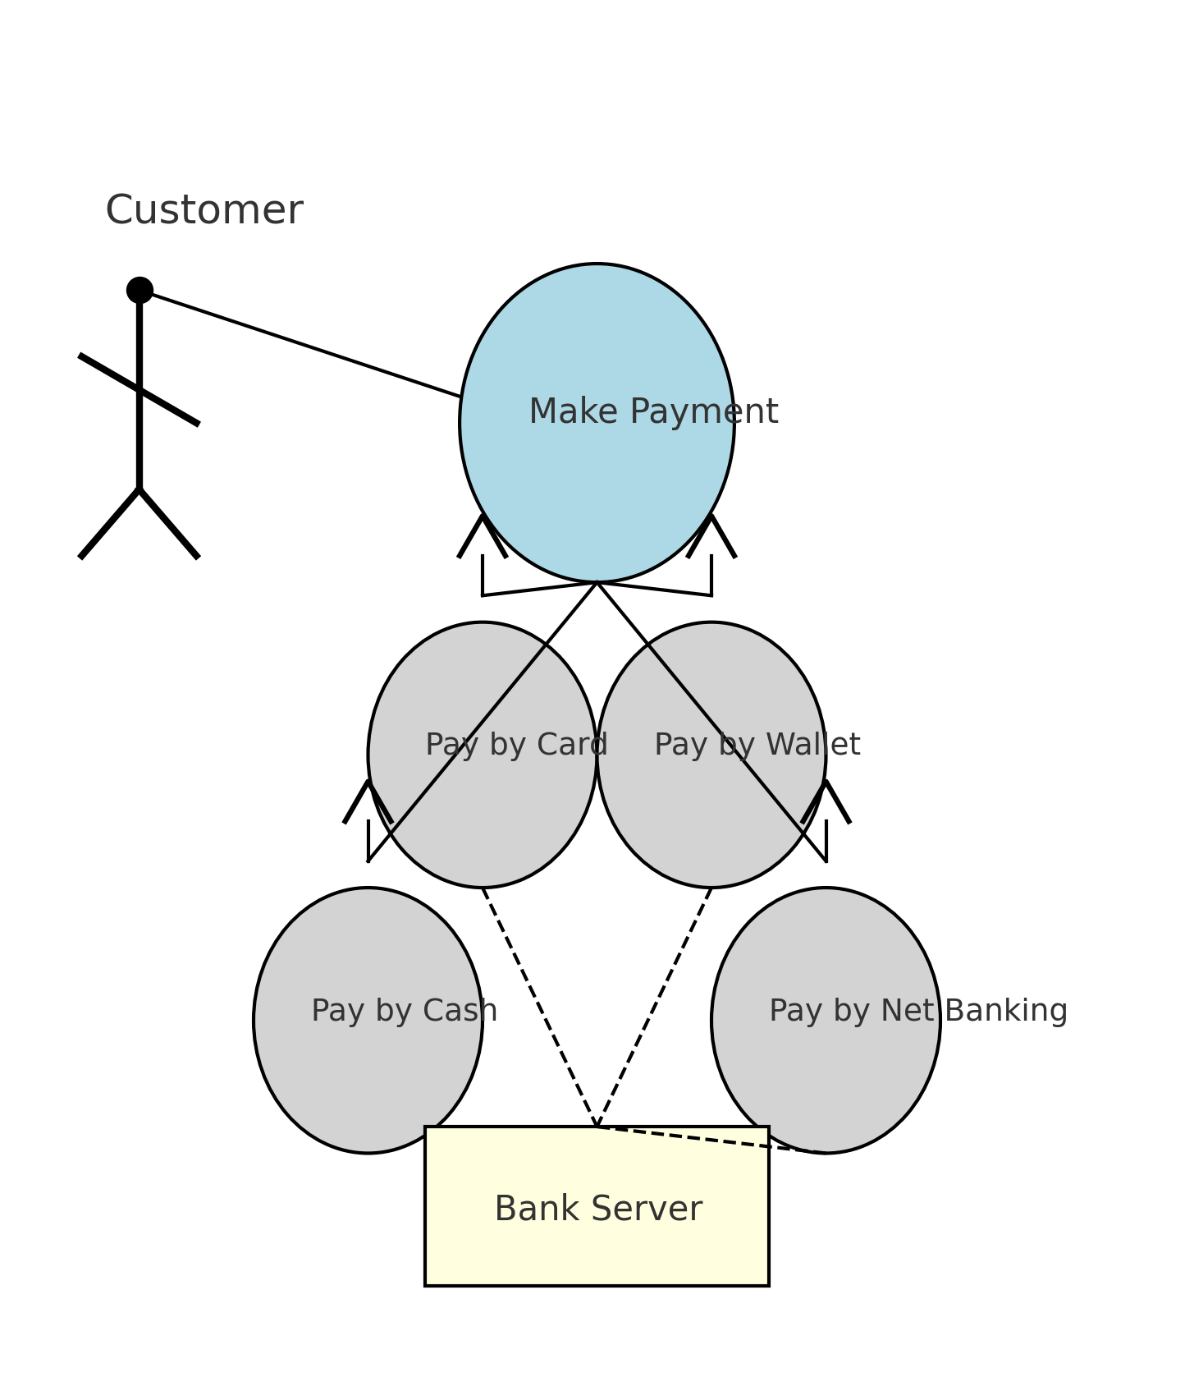 Customer
Make Payment
Pay by Card
Pay by Wallet
Pay by Cash
Pay by Net Banking
Bank Server